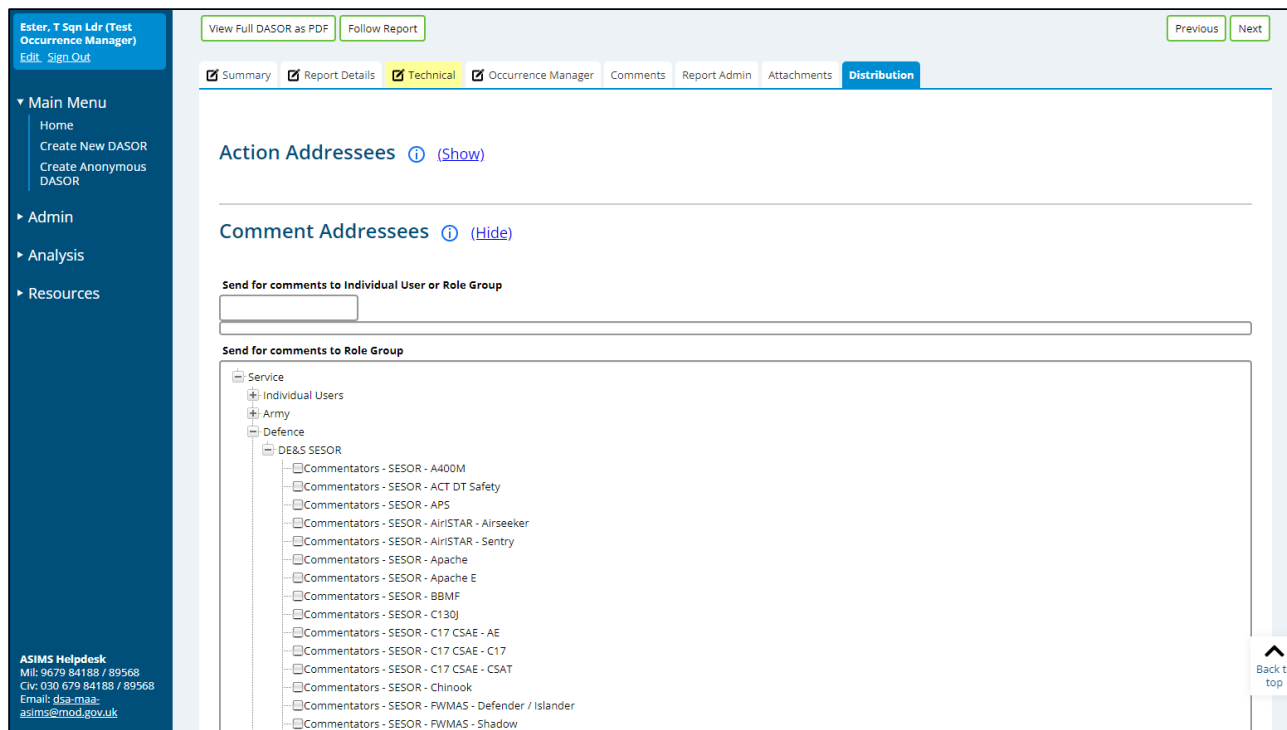 Ester, T Sqn Ldr (Test
Occurrence Manager)
Edit Sign Out
Main Menu
Home
Create New DASOR
Create Anonymous
DASOR
Admin
Analysis
Resources
ASIMS Helpdesk
Mil: 9679 84188 / 89568
Civ: 030 679 84188 / 89568
Email: dsa-maa-
asims@mod.gov.uk
View Full DASOR as PDF Follow Report Previous Next
Summary Report Details Technical Occurrence Manager Comments Report Admin Attachments Distribution
Action Addressees (Show)
Comment Addressees (Hide)
Send for comments to Individual User or Role Group
Send for comments to Role Group
Service
Individual Users
Army
Defence
DE&S SESOR
Commentators - SESOR - A400M
Commentators - SESOR - ACT DT Safety
Commentators - SESOR - APS
Commentators - SESOR - AirISTAR - Airseeker
Commentators - SESOR - AirISTAR - Sentry
Commentators - SESOR - Apache
Commentators - SESOR - Apache E
Commentators - SESOR - BBMF
Commentators - SESOR - C130J
Commentators - SESOR - C17 CSAE - AE
Commentators - SESOR - C17 CSAE - C17
Commentators - SESOR - C17 CSAE - CSAT
Commentators - SESOR - Chinook
Commentators - SESOR - FWMAS - Defender / Islander
Commentators - SESOR - FWMAS - Shadow
Back t
top